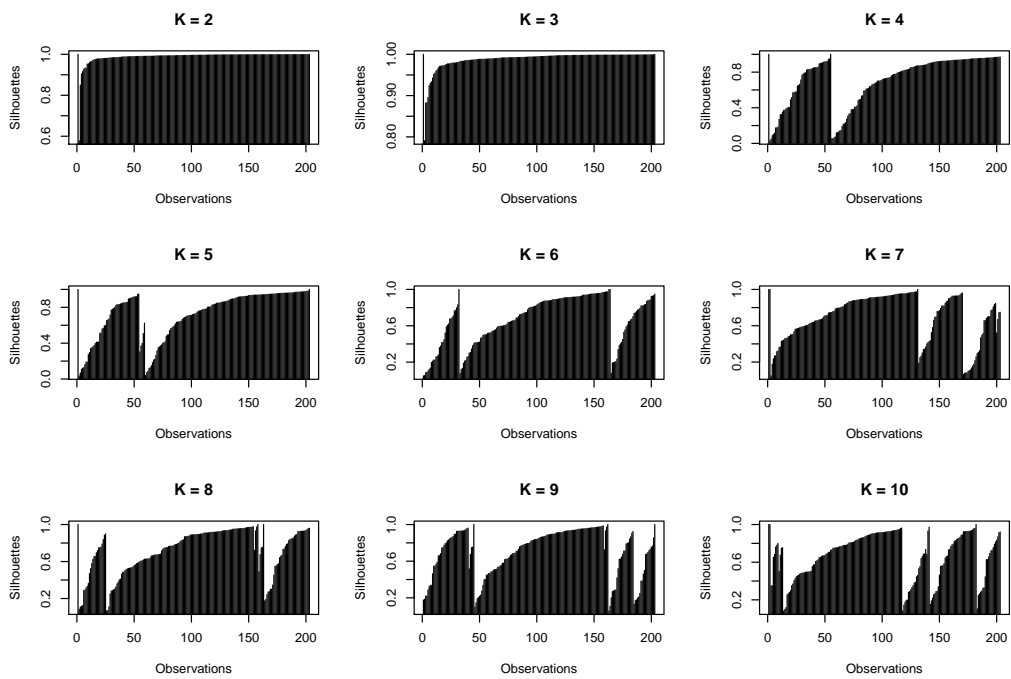 K = 2
Silhouettes
0.6 0.8 1.0
0 50 100 150 200
Observations
K = 3
Silhouettes
0.80 0.90 1.00
0 50 100 150 200
Observations
K = 4
Silhouettes
0.0 0.4 0.8
0 50 100 150 200
Observations
K = 5
Silhouettes
0.0 0.4 0.8
0 50 100 150 200
Observations
K = 6
Silhouettes
0.2 0.6 1.0
0 50 100 150 200
Observations
K = 7
Silhouettes
0.2 0.6 1.0
0 50 100 150 200
Observations
K = 8
Silhouettes
0.2 0.6 1.0
0 50 100 150 200
Observations
K = 9
Silhouettes
0.2 0.6 1.0
0 50 100 150 200
Observations
K = 10
Silhouettes
0.2 0.6 1.0
0 50 100 150 200
Observations